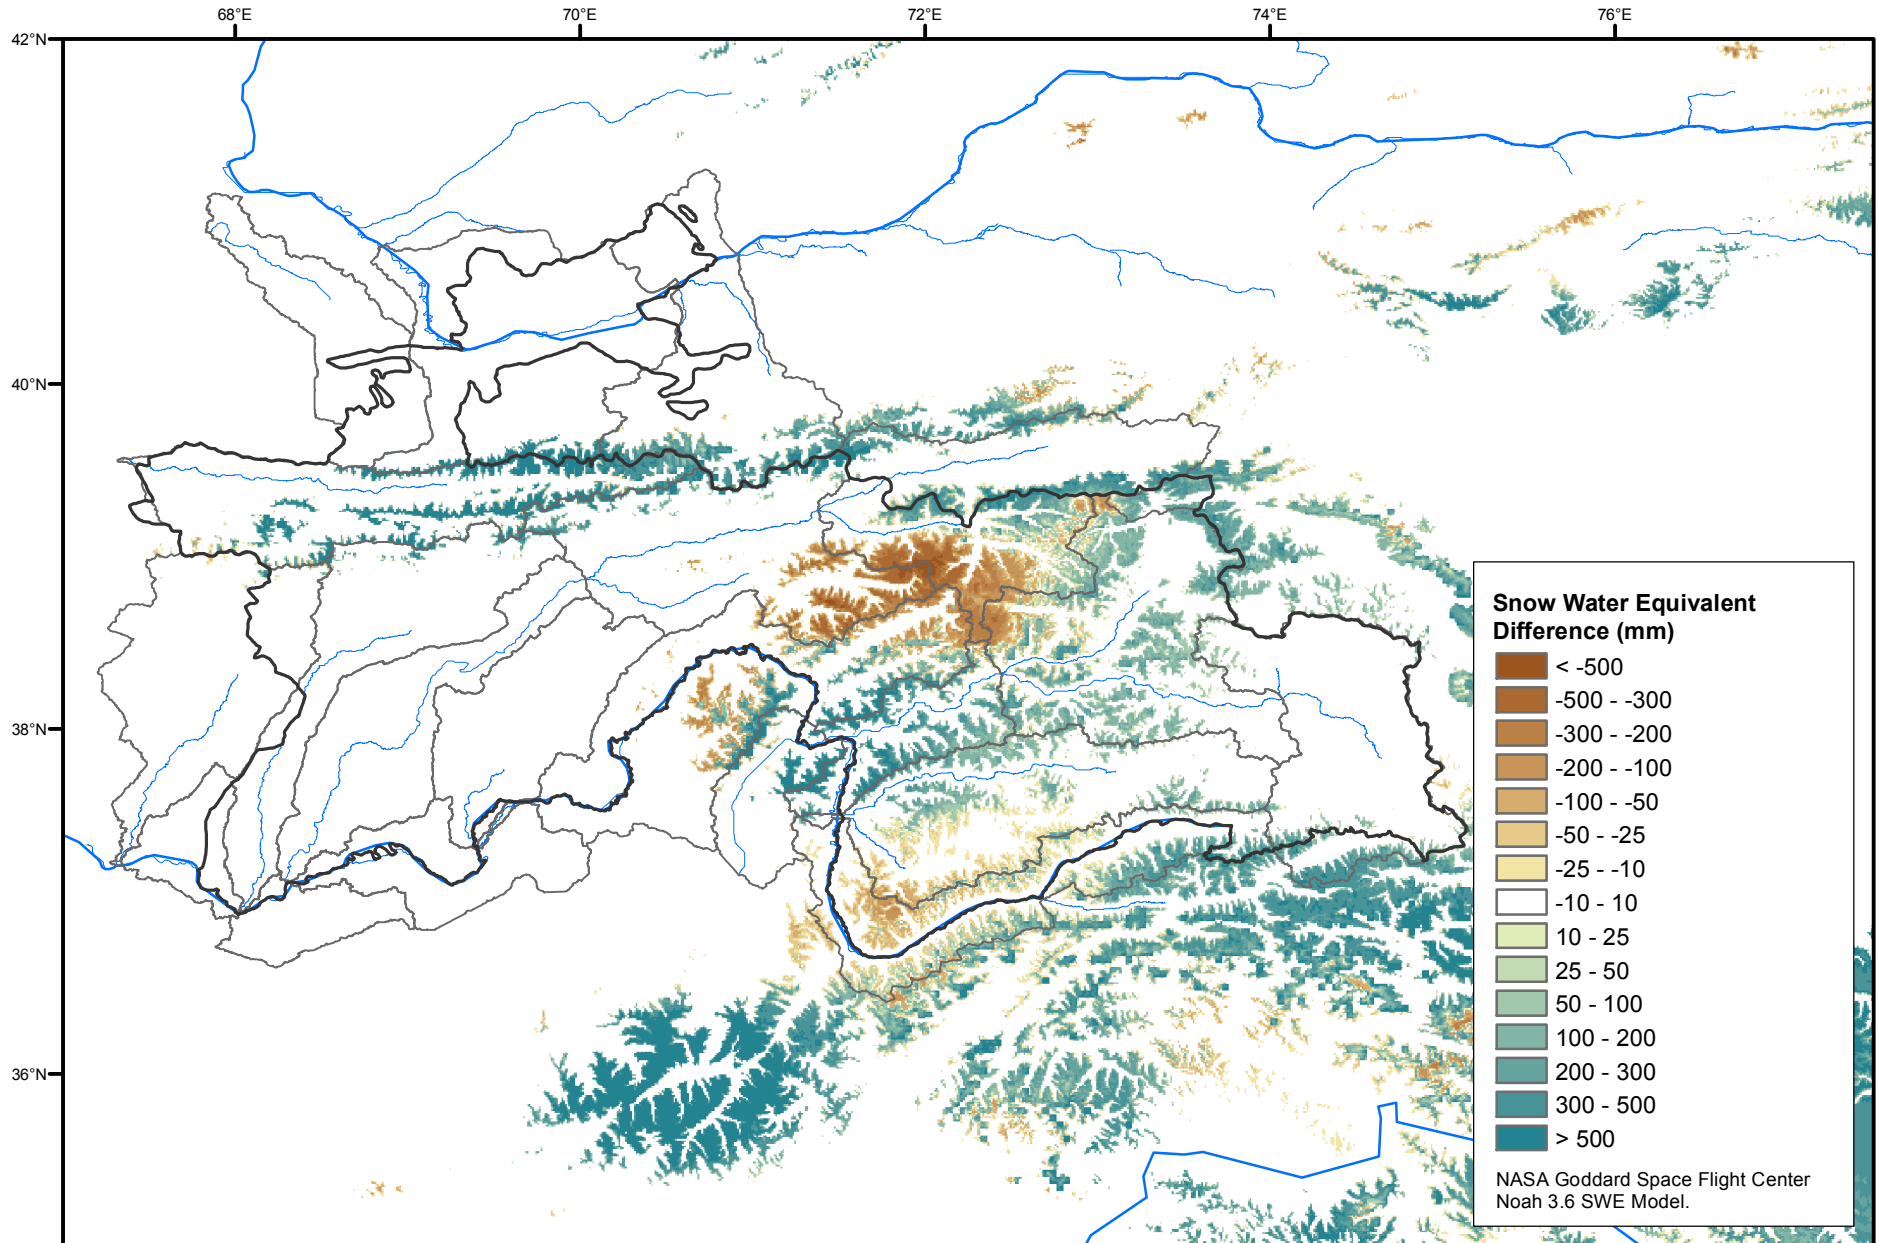 68°E 70°E 72°E 74°E 76°E
42°N
40°N
38°N
36°N
Snow Water Equivalent
Difference (mm)
< -500
-500 - -300
-300 - -200
-200 - -100
-100 - -50
-50 - -25
-25 - -10
-10 - 10
10 - 25
25 - 50
50 - 100
100 - 200
200 - 300
300 - 500
> 500
NASA Goddard Space Flight Center
Noah 3.6 SWE Model.